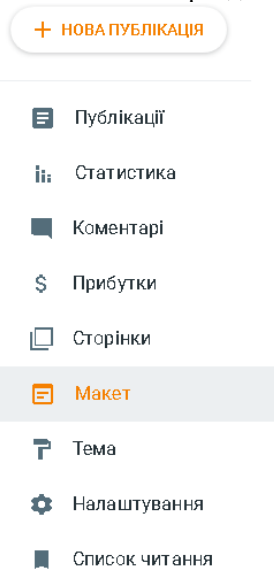 НОВА ПУБЛІКАЦІЯ
Публікації
Статистика
Коментарі
Прибутки
Сторінки
Макет
Тема
Налаштування
Список читання